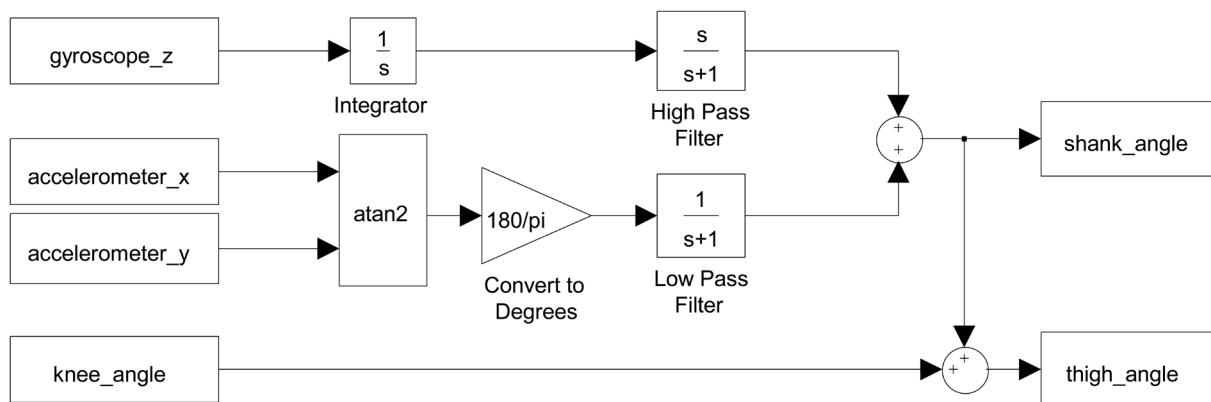 gyroscope_z
1
s
Integrator
s
s+1
High Pass
Filter
+
+
shank_angle
accelerometer_x
accelerometer_y
atan2
180/pi
Convert to
Degrees
1
s+1
Low Pass
Filter
knee_angle
+
+
thigh_angle